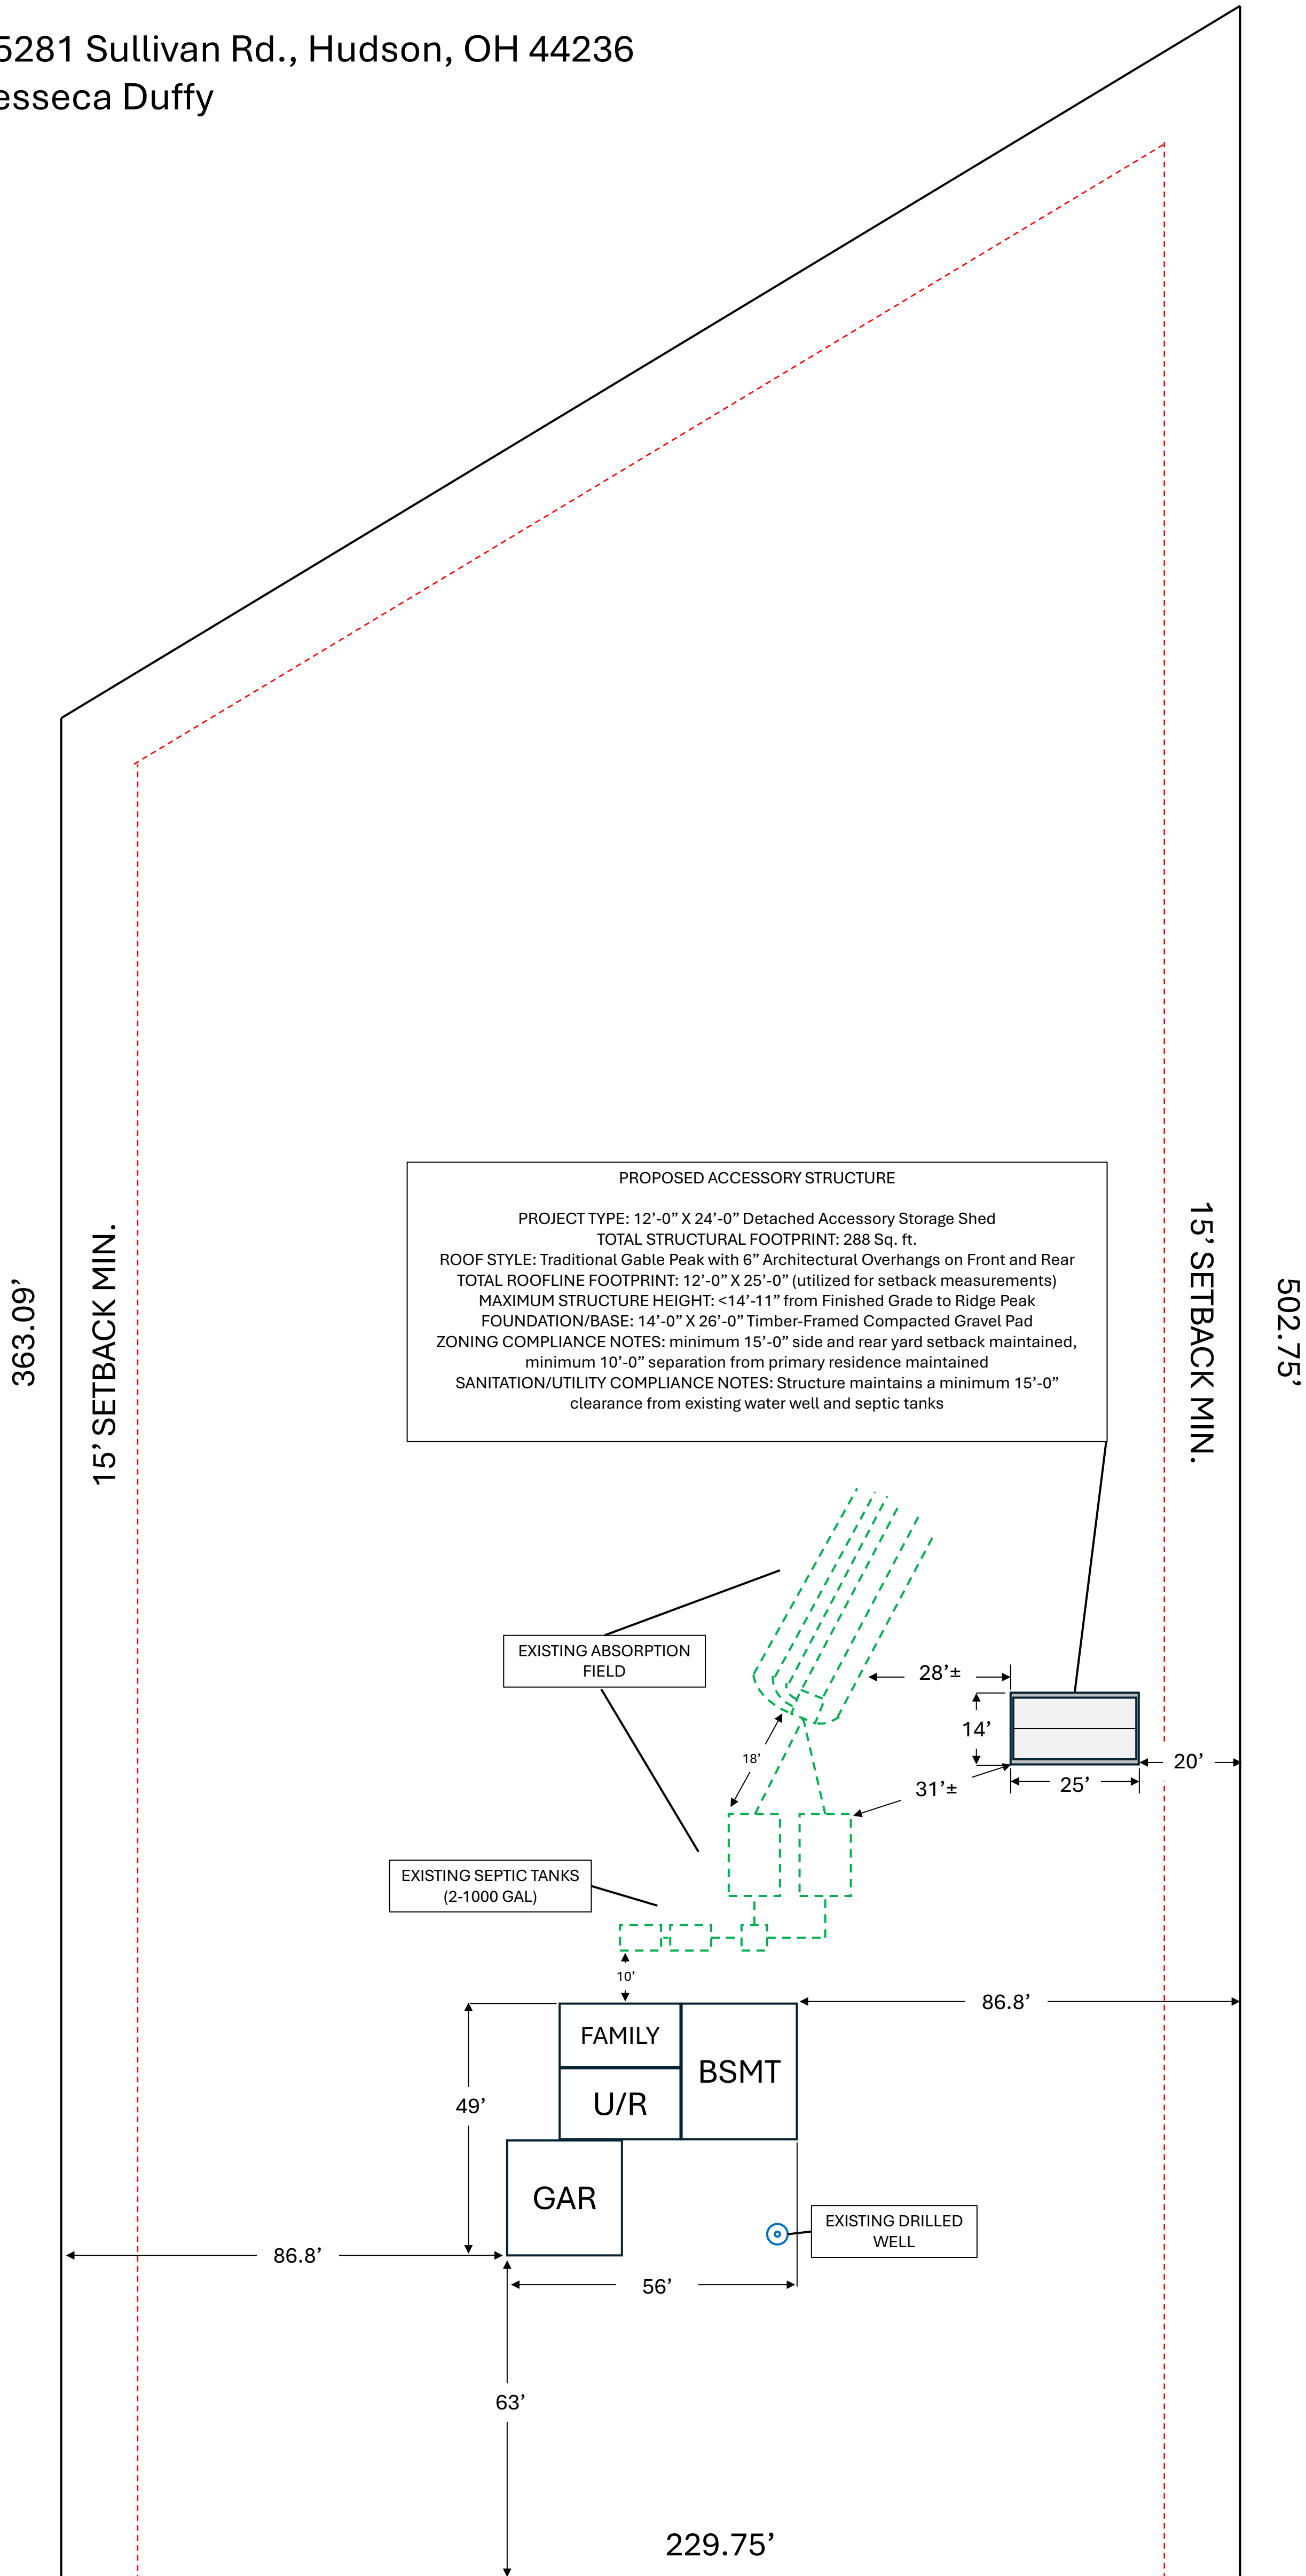 5281 Sullivan Rd., Hudson, OH 44236
esseca Duffy
363.09’
15’ SETBACK MIN.
PROPOSED ACCESSORY STRUCTURE
PROJECT TYPE: 12’-0” X 24’-0” Detached Accessory Storage Shed
TOTAL STRUCTURAL FOOTPRINT: 288 Sq. ft.
ROOF STYLE: Traditional Gable Peak with 6” Architectural Overhangs on Front and Rear
TOTAL ROOFLINE FOOTPRINT: 12’-0” X 25’-0” (utilized for setback measurements)
MAXIMUM STRUCTURE HEIGHT: <14’-11” from Finished Grade to Ridge Peak
FOUNDATION/BASE: 14’-0” X 26’-0” Timber-Framed Compacted Gravel Pad
ZONING COMPLIANCE NOTES: minimum 15’-0” side and rear yard setback maintained,
minimum 10’-0” separation from primary residence maintained
SANITATION/UTILITY COMPLIANCE NOTES: Structure maintains a minimum 15’-0”
clearance from existing water well and septic tanks
15’ SETBACK MIN.
502.75’
EXISTING ABSORPTION
FIELD
28’±
14’
18’
20’
25’
31’±
EXISTING SEPTIC TANKS
(2-1000 GAL)
10’
86.8’
FAMILY
BSMT
U/R
49’
GAR
EXISTING DRILLED
WELL
86.8’
56’
63’
229.75’